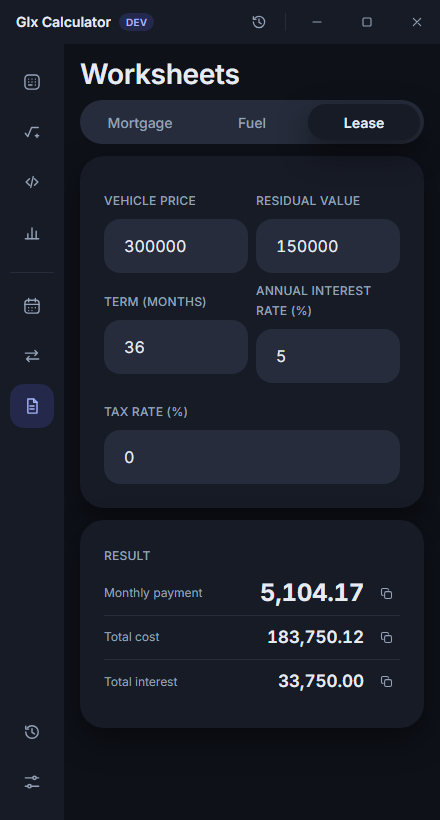 Glx Calculator DEV
Worksheets
Mortgage Fuel Lease
VEHICLE PRICE RESIDUAL VALUE
300000 150000
TERM (MONTHS) ANNUAL INTEREST
RATE (%)
36 5
TAX RATE (%)
0
RESULT
Monthly payment 5,104.17
Total cost 183,750.12
Total interest 33,750.00